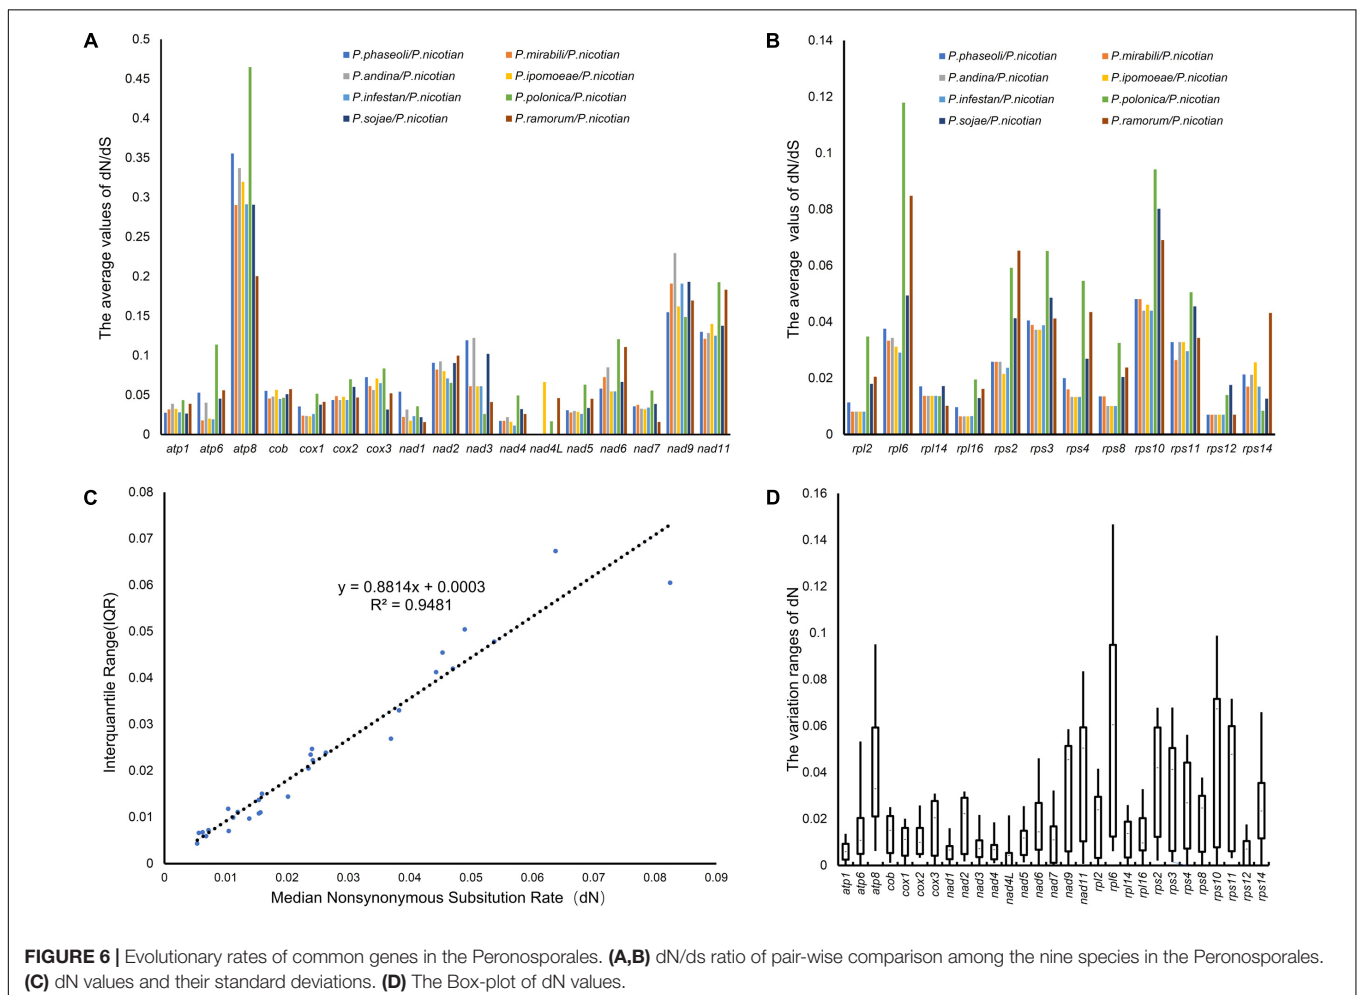 A
The average values of dN/dS
0.5
0.45
0.4
0.35
0.3
0.25
0.2
0.15
0.1
0.05
0
P.phaseoli/P.nicotian
P.mirabili/P.nicotian
P.andina/P.nicotian
P.ipomoeae/P.nicotian
P.infestan/P.nicotian
P.polonica/P.nicotian
P.sojae/P.nicotian
P.ramorum/P.nicotian
atp1 atp6 atp8 cob cox1 cox2 cox3 nad1 nad2 nad3 nad4 nad4L nad5 nad6 nad7 nad9 nad11
B
The average valus of dN/dS
0.14
0.12
0.1
0.08
0.06
0.04
0.02
0
P.phaseoli/P.nicotian
P.mirabili/P.nicotian
P.andina/P.nicotian
P.ipomoeae/P.nicotian
P.infestan/P.nicotian
P.polonica/P.nicotian
P.sojae/P.nicotian
P.ramorum/P.nicotian
rpl2 rpl6 rpl14 rpl16 rps2 rps3 rps4 rps8 rps10 rps11 rps12 rps14
C
Interquanrtile Range(IQR)
0.08
0.07
0.06
0.05
0.04
0.03
0.02
0.01
0
y = 0.8814x + 0.0003
R² = 0.9481
0 0.01 0.02 0.03 0.04 0.05 0.06 0.07 0.08 0.09
Median Nonsynonymous Subsitution Rate（dN）
D
The variation ranges of dN
0.16
0.14
0.12
0.1
0.08
0.06
0.04
0.02
0
atp1 atp6 atp8 cob cox1 cox2 cox3 nad1 nad2 nad3 nad4 nad4L nad5 nad6 nad7 nad9 nad11 rpl2 rpl6 rpl14 rpl16 rps2 rps3 rps4 rps8 rps10 rps11 rps12 rps14
FIGURE 6 | Evolutionary rates of common genes in the Peronosporales. (A,B) dN/ds ratio of pair-wise comparison among the nine species in the Peronosporales.
(C) dN values and their standard deviations. (D) The Box-plot of dN values.